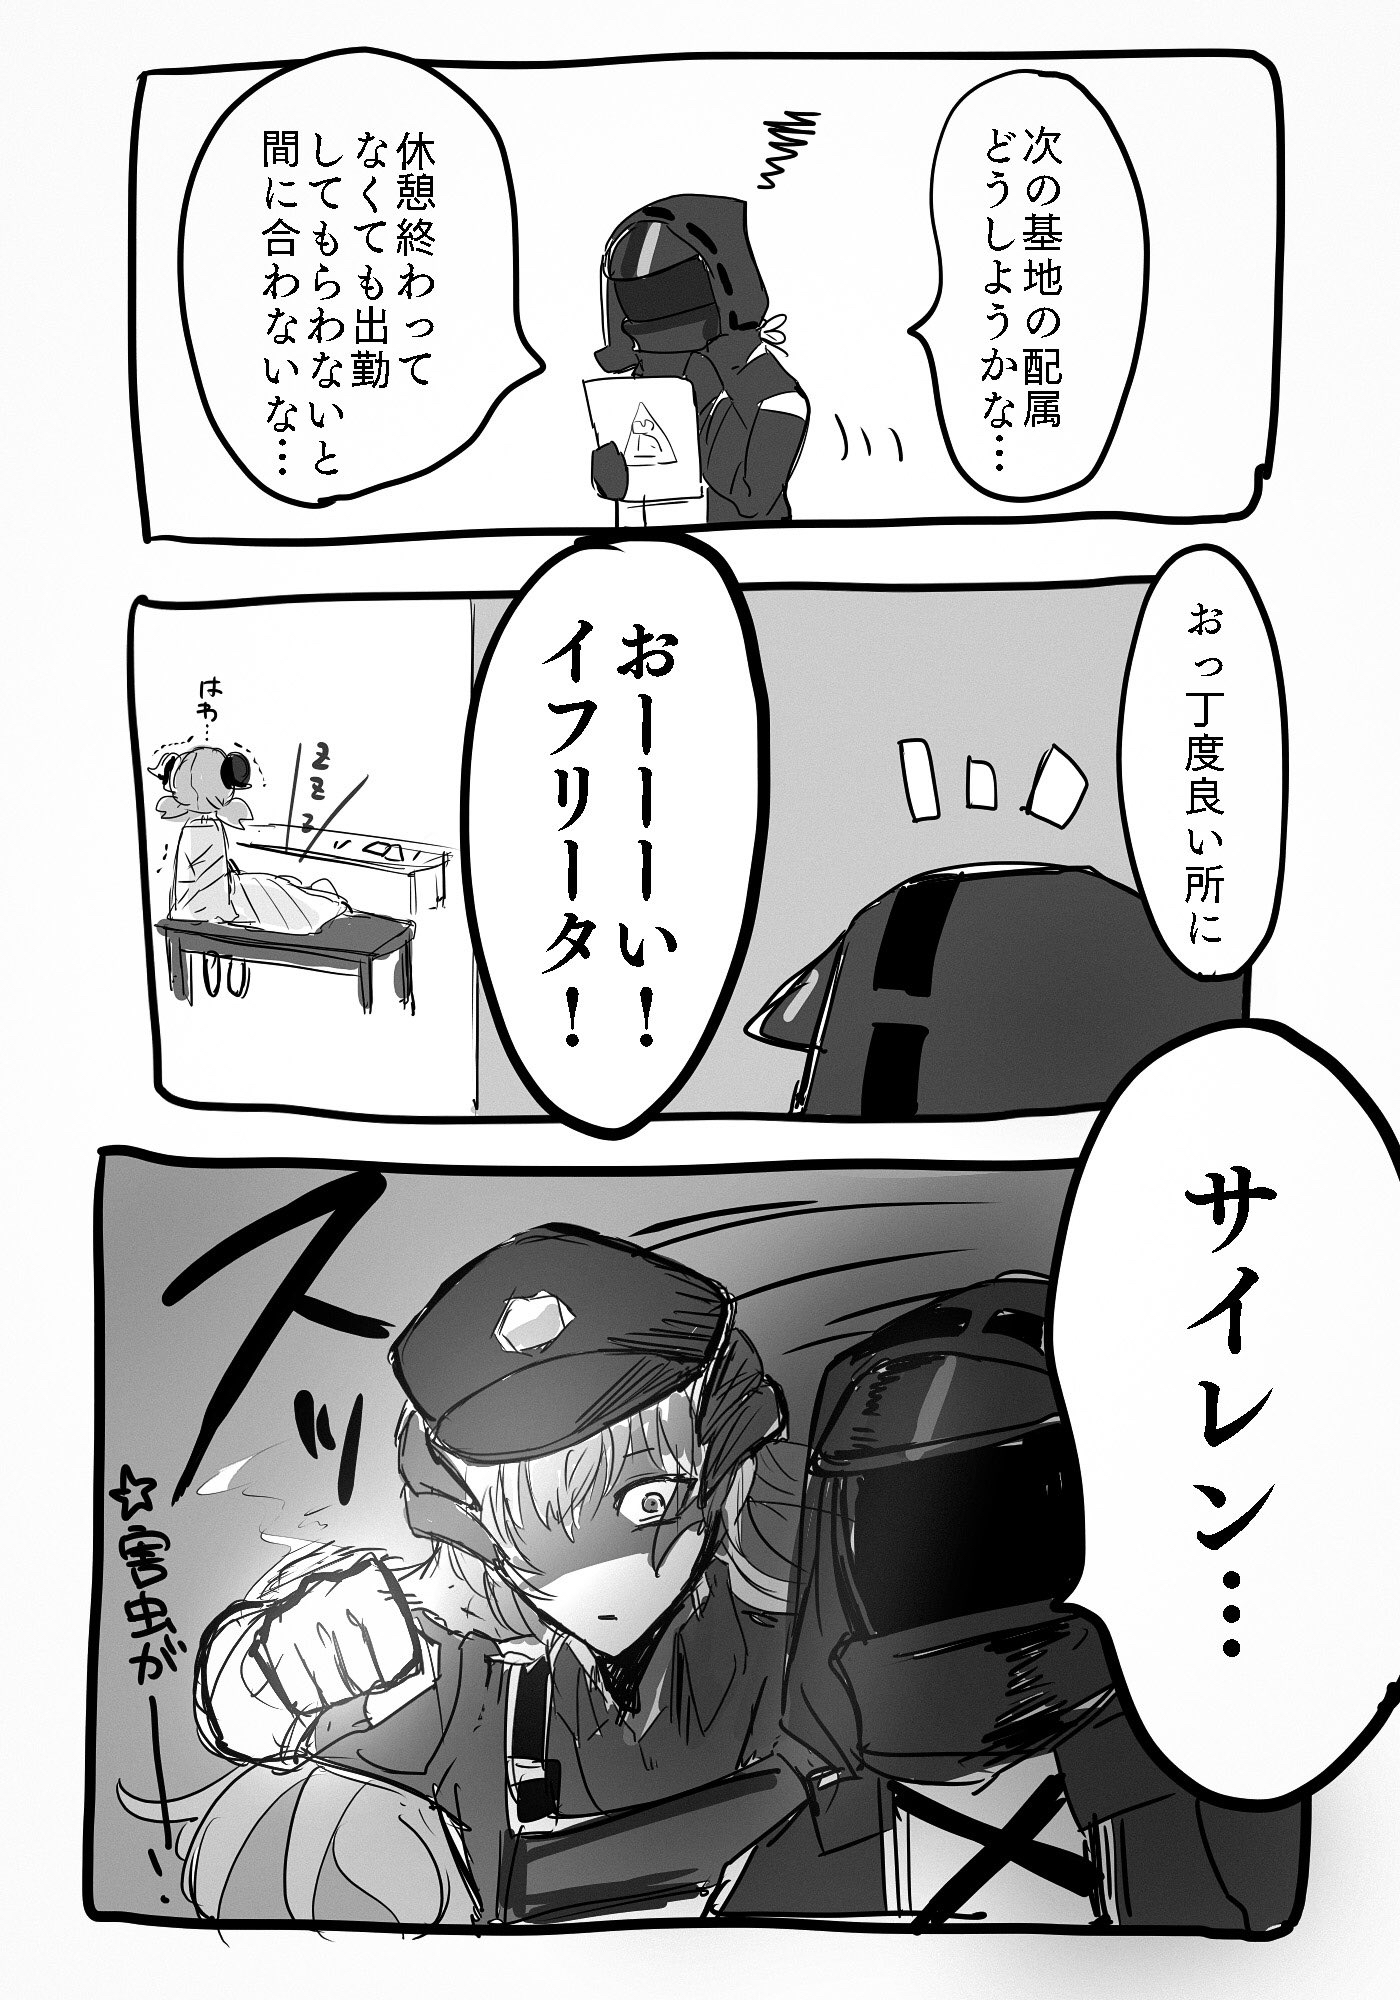 次の基地の配属
どうしようかな…
休憩終わって
なくても出勤
してもらわないと
間に合わないな…
おっ丁度良い所に
おーーーい！
イフリータ！
はわ…
zzz
サイレン…
スッ
☆害虫がーー!